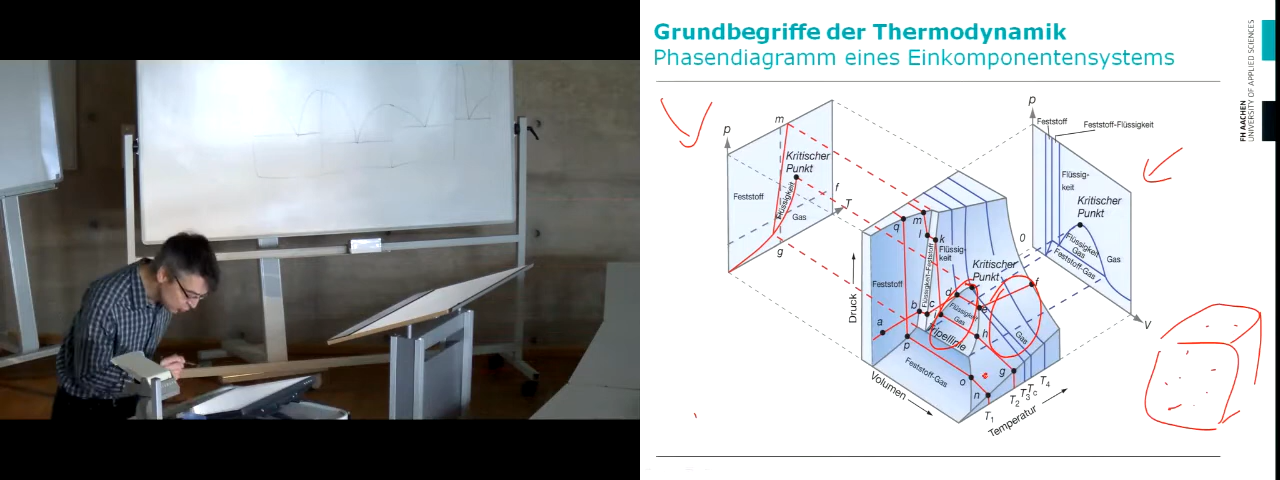 Grundbegriffe der Thermodynamik
Phasendiagramm eines Einkomponentensystems
FH AACHEN
UNIVERSITY OF APPLIED SCIENCES
p
m
Kritischer
Punkt
Feststoff
Flüssigkeit
Gas
f
T
g
p
Feststoff
Feststoff-Flüssigkeit
Flüssig-
keit
Kritischer
Punkt
Flüssigkeit
Gas
Gas
Feststoff-Gas
0
V
q
m
l
k
Flüssig-
keit
Flüssigkeit-Feststoff
Feststoff
Kritischer
Punkt
d
e
f
b
c
i
Flüssigkeit
Gas
h
Gas
a
p
Tripellinie
Feststoff-Gas
o
g
n
Druck
Volumen
Temperatur
T1
T2
T3
Tc
T4